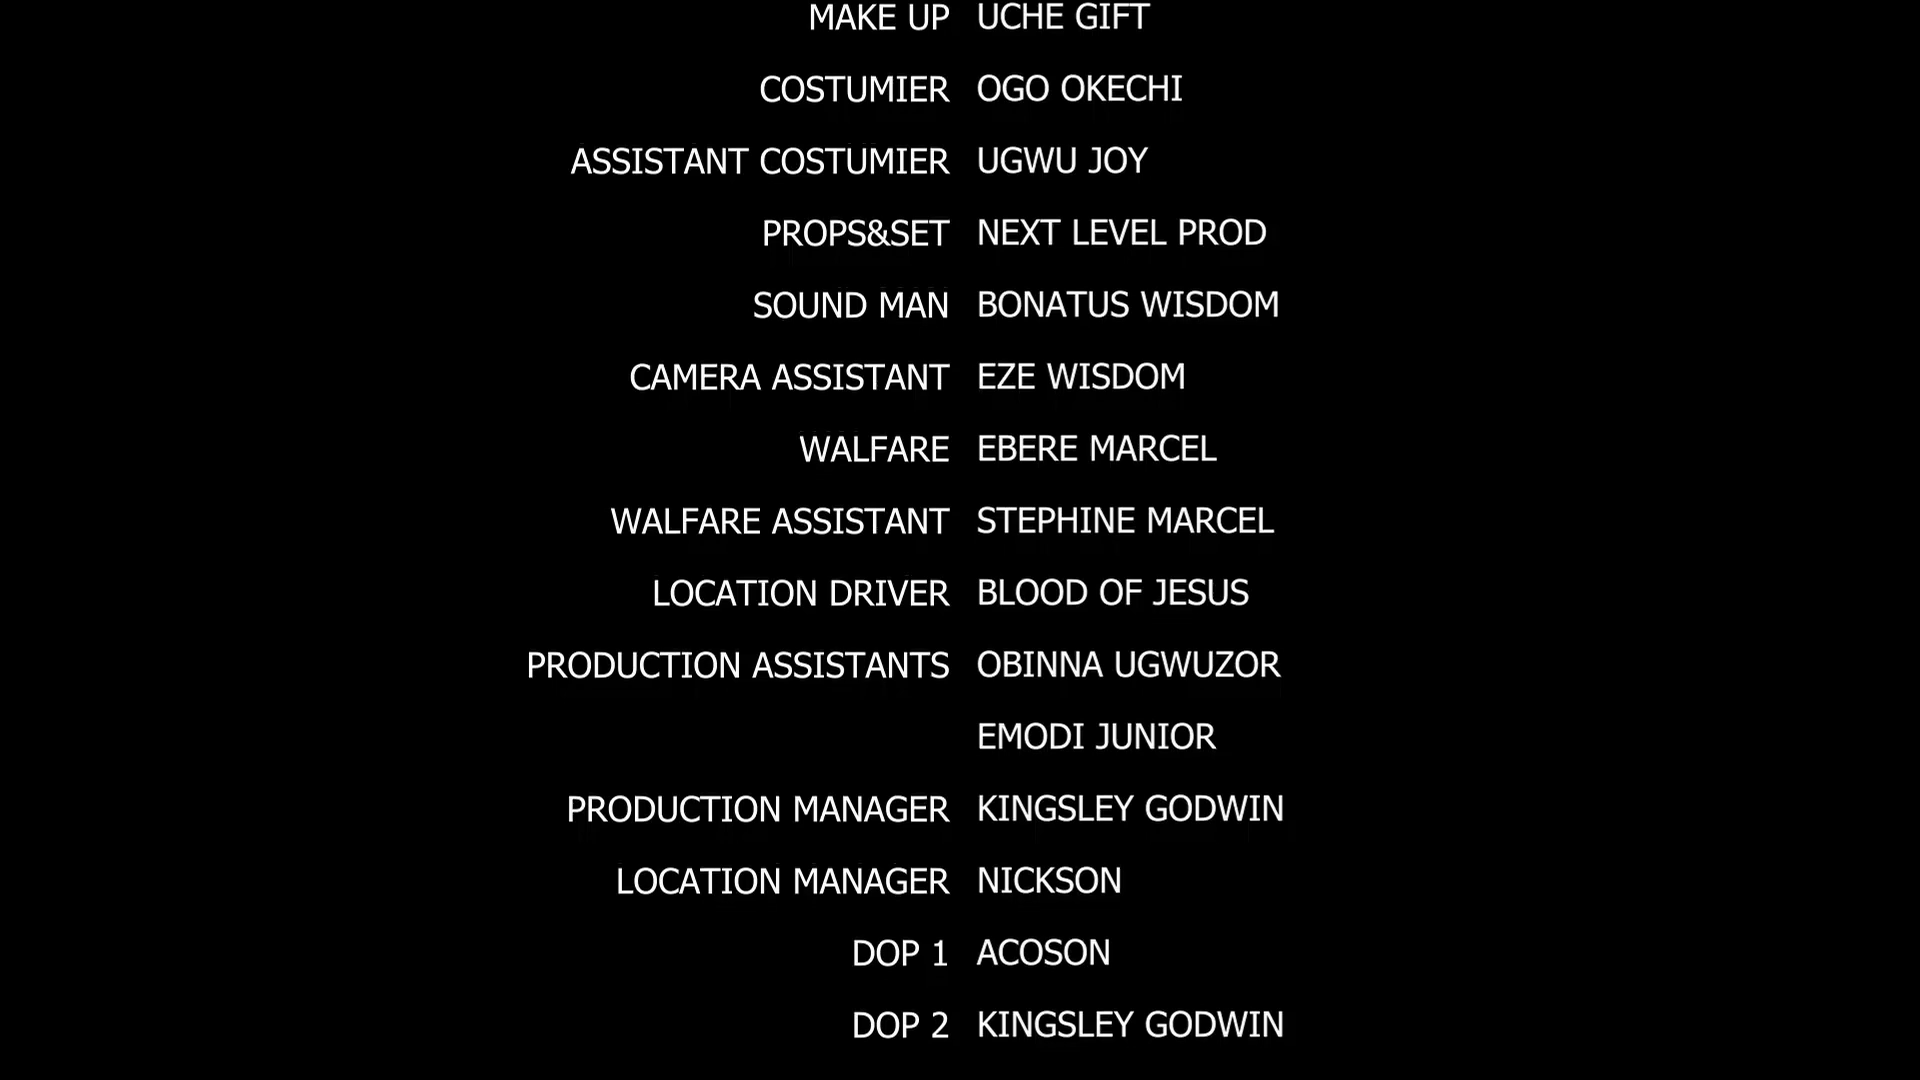 MAKE UP UCHE GIFT
COSTUMIER OGO OKECHI
ASSISTANT COSTUMIER UGWU JOY
PROPS&SET NEXT LEVEL PROD
SOUND MAN BONATUS WISDOM
CAMERA ASSISTANT EZE WISDOM
WALFARE EBERE MARCEL
WALFARE ASSISTANT STEPHINE MARCEL
LOCATION DRIVER BLOOD OF JESUS
PRODUCTION ASSISTANTS OBINNA UGWUZOR
EMODI JUNIOR
PRODUCTION MANAGER KINGSLEY GODWIN
LOCATION MANAGER NICKSON
DOP 1 ACOSON
DOP 2 KINGSLEY GODWIN